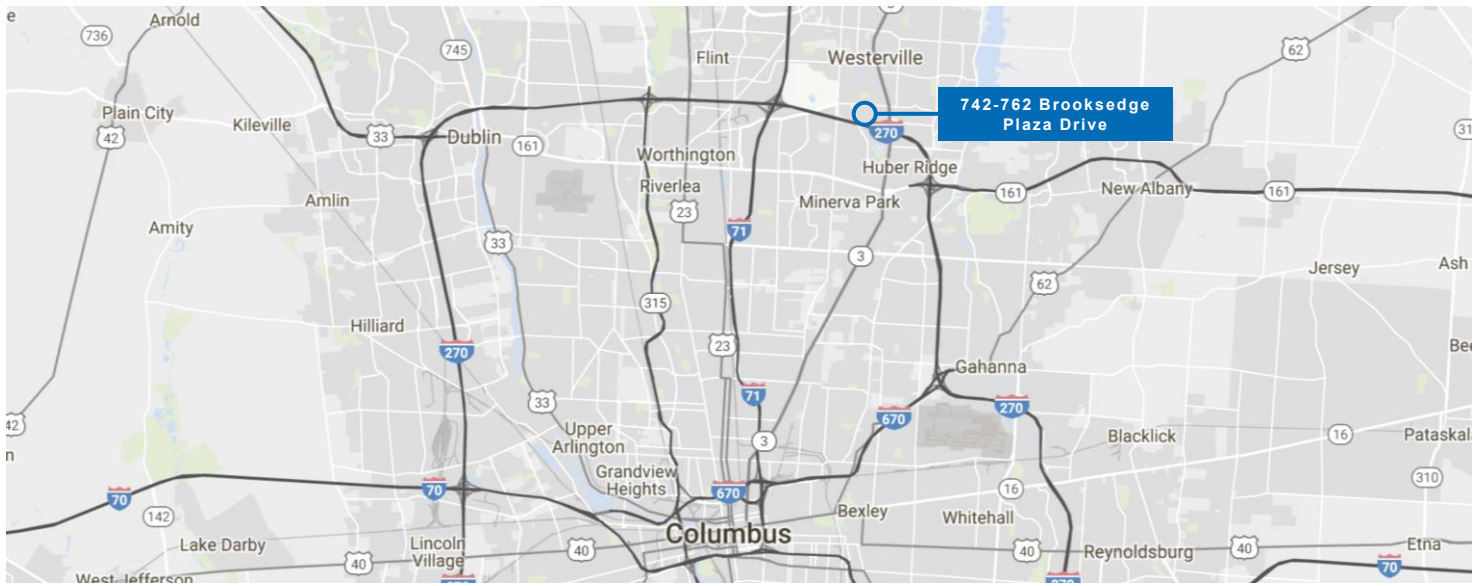 Arnold
736
745
Flint
Westerville
62
Plain City
42
Kileville
33
Dublin
161
Worthington
270
742-762 Brooksedge
Plaza Drive
Huber Ridge
Riverlea
23
Minerva Park
161
New Albany
161
Amlin
Amity
33
71
3
62
Jersey
Ash
315
Hilliard
270
23
Gahanna
33
71
670
270
Upper
Arlington
3
Blacklick
16
Pataskal
Grandview
Heights
70
70
670
16
310
142
Bexley
Whitehall
Columbus
Lake Darby
Lincoln
Village
40
40
40
Reynoldsburg
40
Etna
70
West Jefferson